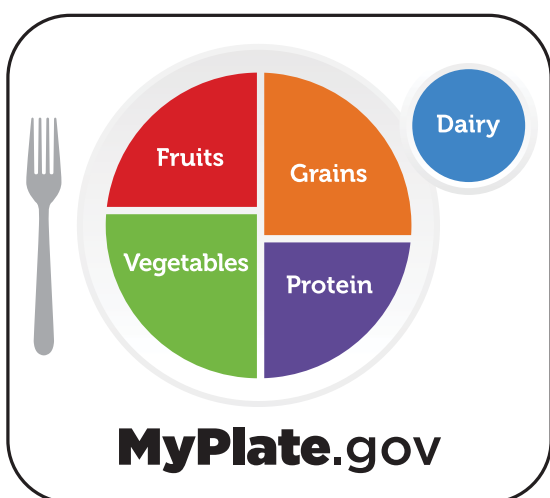 Dairy
Fruits
Grains
Vegetables
Protein
MyPlate.gov